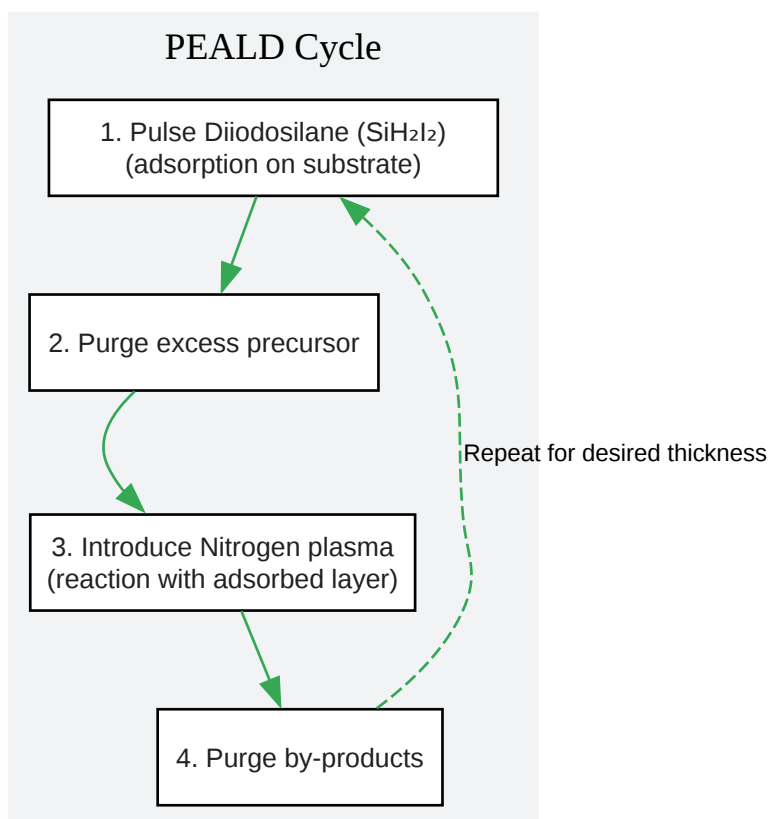 PEALD Cycle
1. Pulse Diiodosilane (SiH₂I₂)
(adsorption on substrate)
2. Purge excess precursor
Repeat for desired thickness
3. Introduce Nitrogen plasma
(reaction with adsorbed layer)
4. Purge by-products